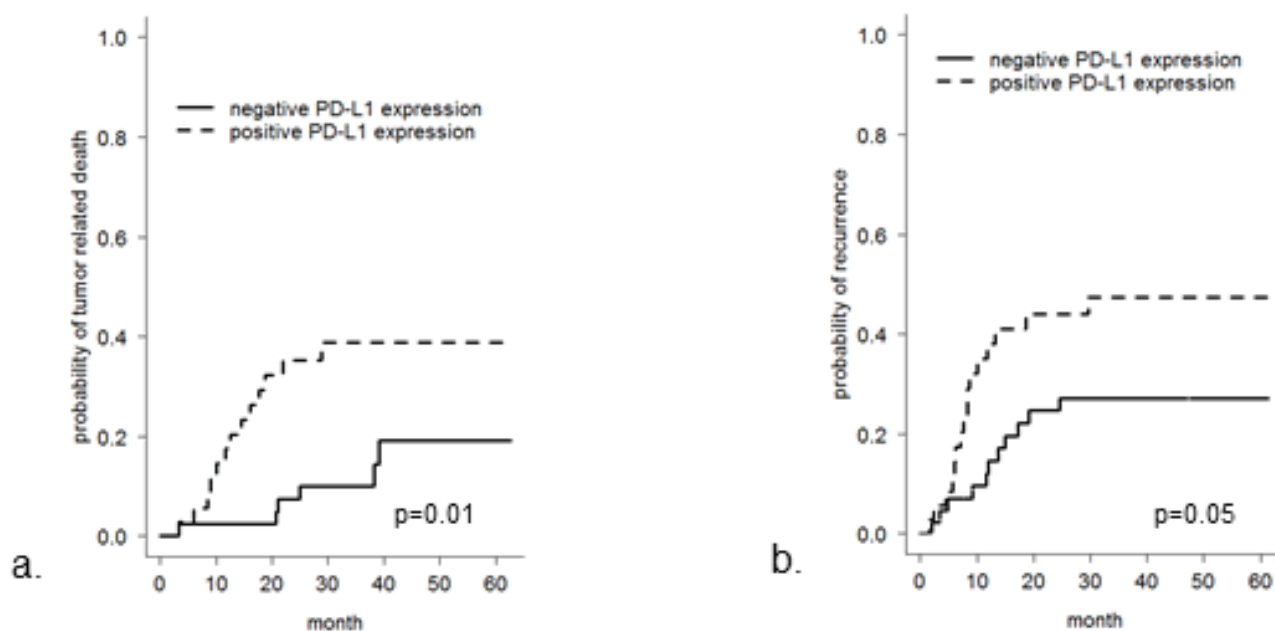 1.0
0.8
0.6
0.4
0.2
0.0
probability of tumor related death
negative PD-L1 expression
positive PD-L1 expression
p=0.01
0 10 20 30 40 50 60
month
a.
1.0
0.8
0.6
0.4
0.2
0.0
probability of recurrence
negative PD-L1 expression
positive PD-L1 expression
p=0.05
0 10 20 30 40 50 60
month
b.